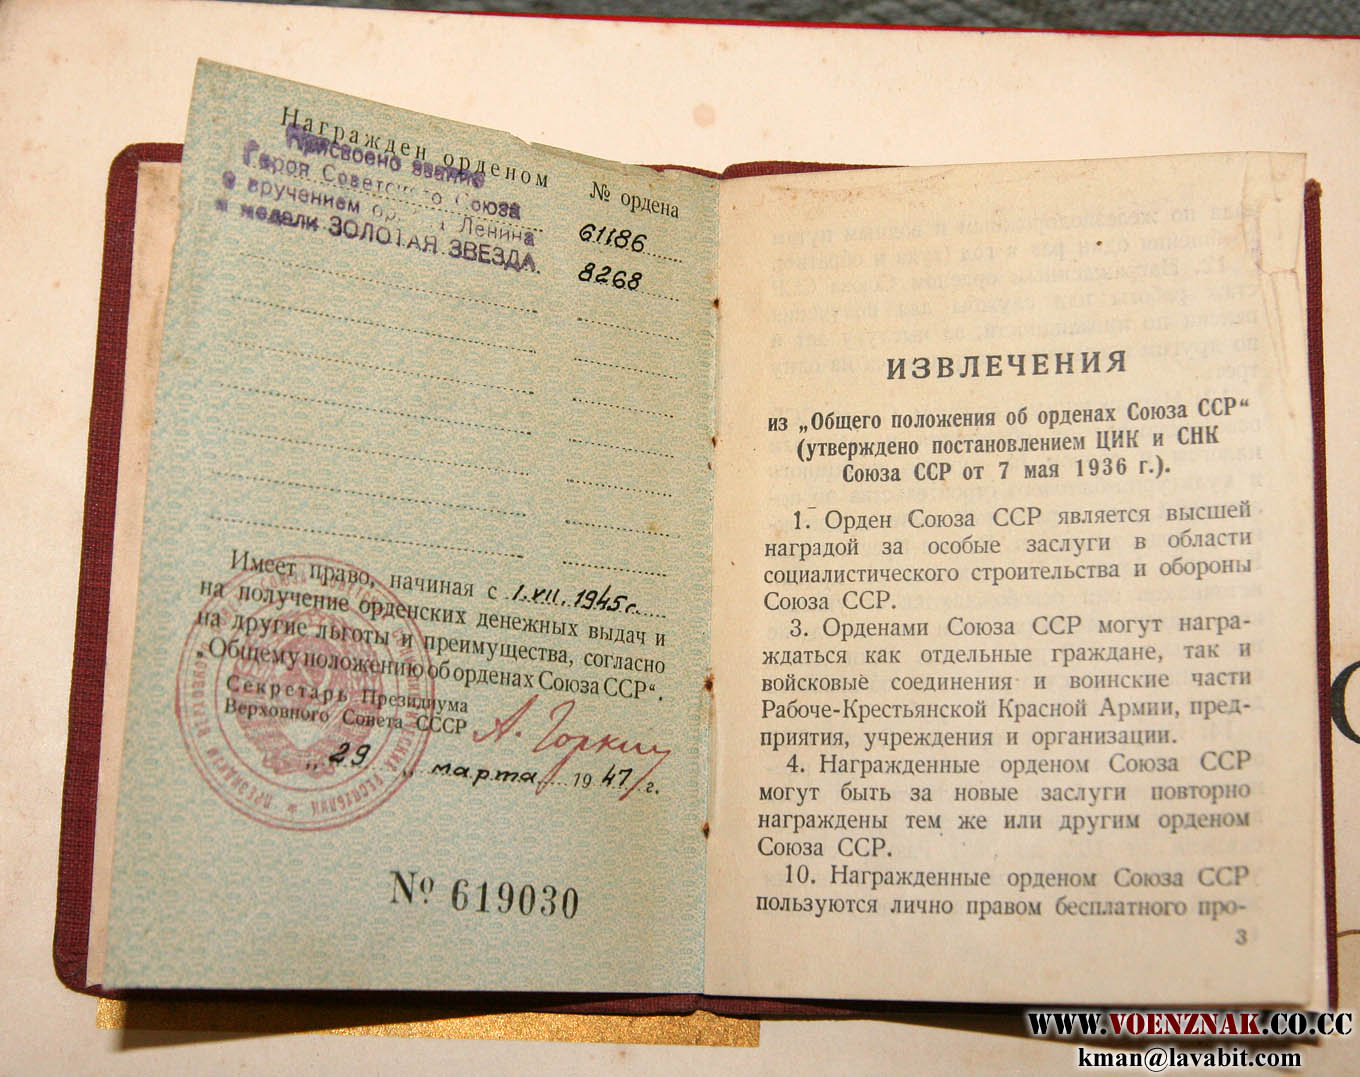 Награжден орденом
№ ордена
Присвоено звание
Героя Советского Союза
с вручением ор Ленина
и медали ЗОЛОТАЯ ЗВЕЗДА.
61186
8268
Имеет право, начиная с 1.VII.1945г.
на получение орденских денежных выдач и
на другие льготы и преимущества, согласно
„Общему положению об орденах Союза ССР“.
Секретарь Президиума
Верховного Совета СССР А. Горкин
„29„ марта 1947 г.
№ 619030
ИЗВЛЕЧЕНИЯ
из „Общего положения об орденах Союза ССР“
(утверждено постановлением ЦИК и СНК
Союза ССР от 7 мая 1936 г.).
1. Орден Союза ССР является высшей
наградой за особые заслуги в области
социалистического строительства и обороны
Союза ССР.
3. Орденами Союза ССР могут награ-
ждаться как отдельные граждане, так и
войсковые соединения и воинские части
Рабоче-Крестьянской Красной Армии, пред-
приятия, учреждения и организации.
4. Награжденные орденом Союза ССР
могут быть за новые заслуги повторно
награждены тем же или другим орденом
Союза ССР.
10. Награжденные орденом Союза ССР
пользуются лично правом бесплатного про-
3
WWW.VOENZNAK.CO.CC
kman@lavabit.com